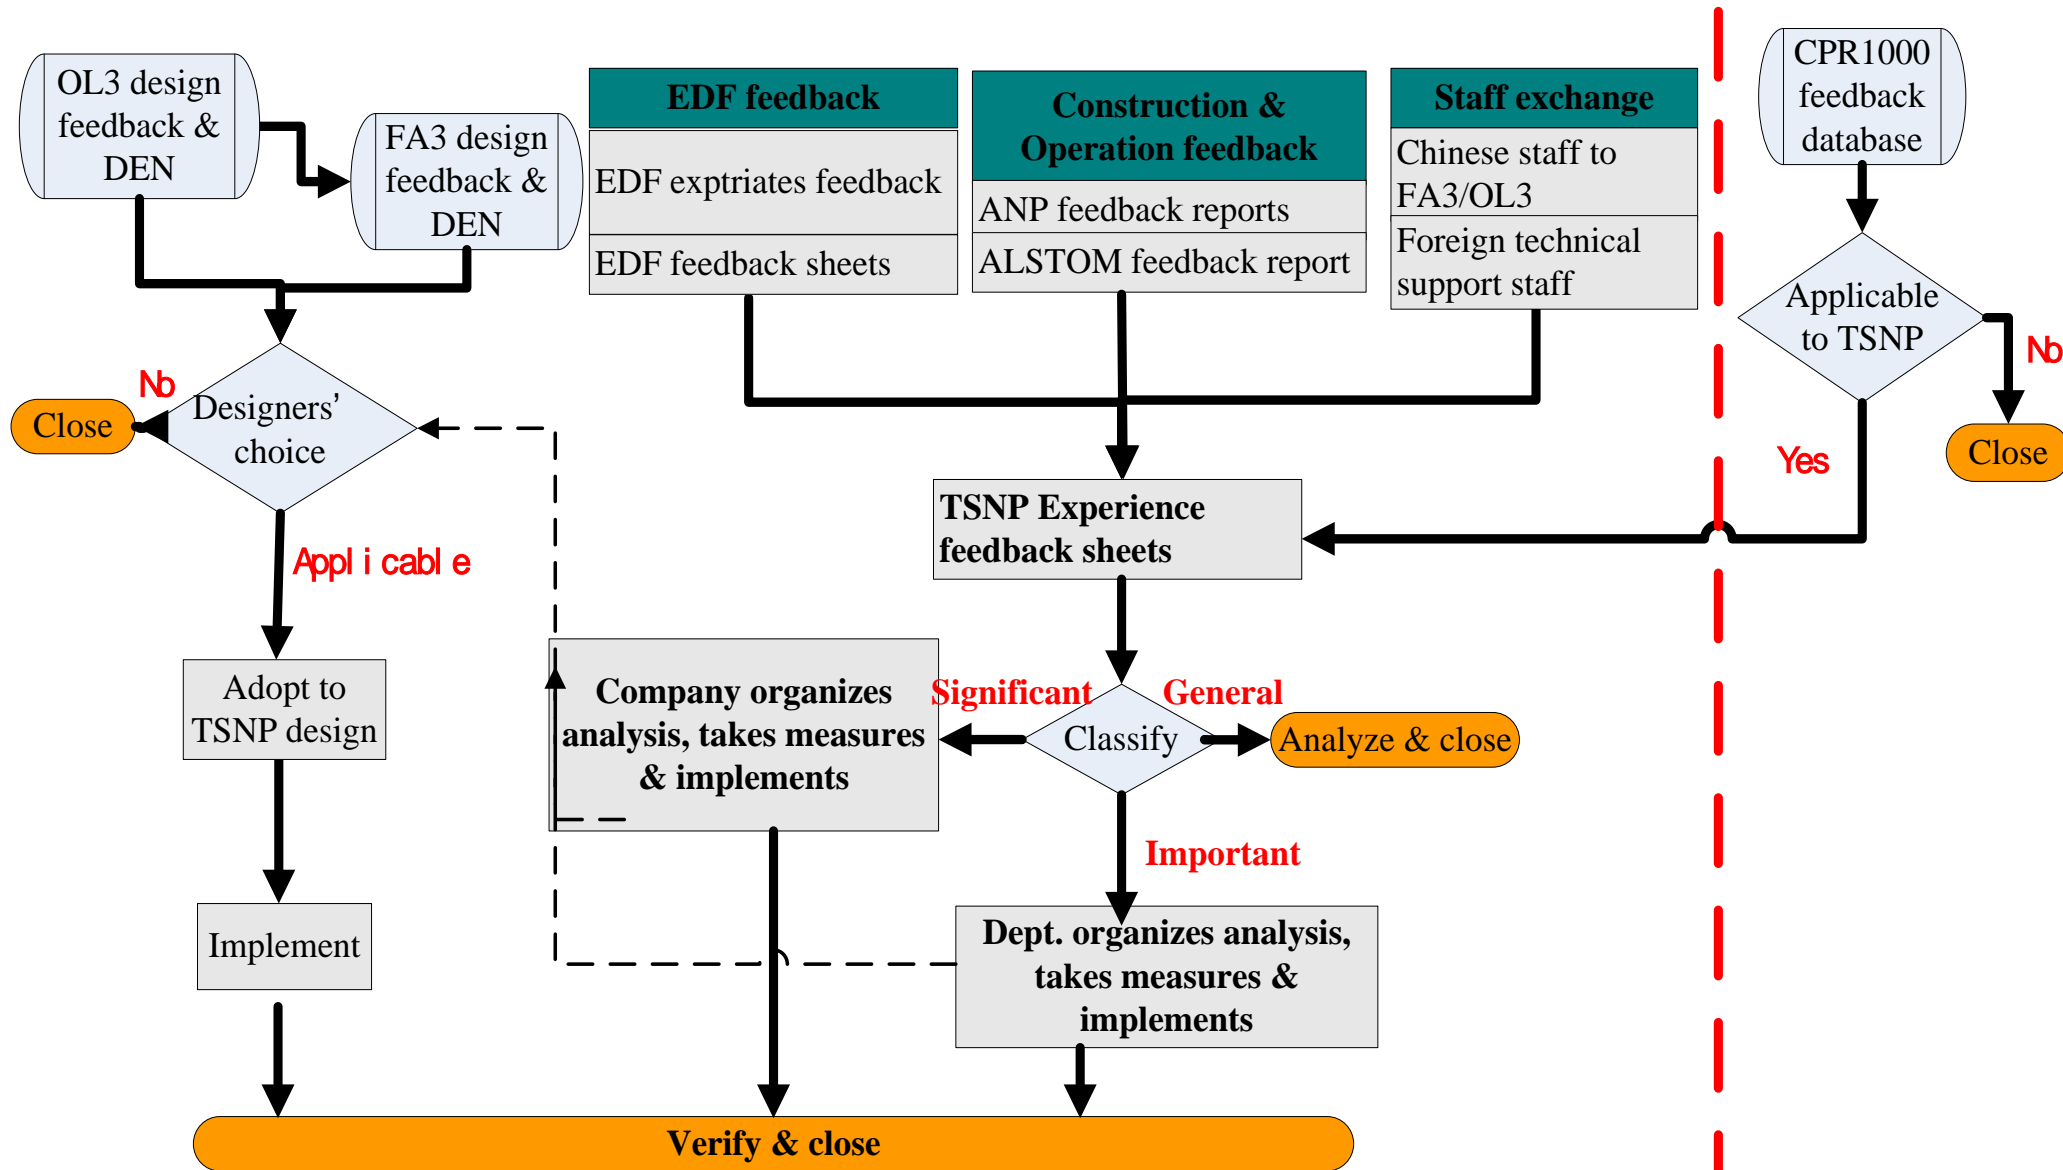 OL3 design
feedback &
DEN
FA3 design
feedback &
DEN
EDF feedback
EDF exptriates feedback
EDF feedback sheets
Construction &
Operation feedback
ANP feedback reports
ALSTOM feedback report
Staff exchange
Chinese staff to
FA3/OL3
Foreign technical
support staff
CPR1000
feedback
database
Applicable
to TSNP
No
Close
Yes
No
Close
Designers’
choice
Applicable
TSNP Experience
feedback sheets
Adopt to
TSNP design
Company organizes
analysis, takes measures
& implements
Significant
General
Classify
Analyze & close
Important
Implement
Dept. organizes analysis,
takes measures &
implements
Verify & close